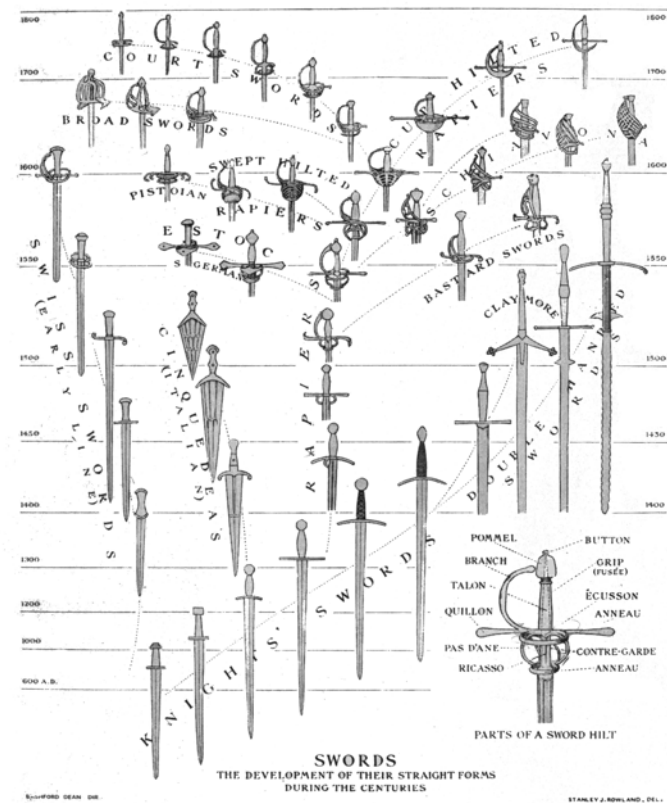 1800 1800
COURT SWORDS
CUP HILTED RAPIERS
1700 1700
BROAD SWORDS
SCHIAVONA
1600 1600
SWEPT HILTED RAPIERS
PISTOIAN
ESTOC
S. GERMAN
BASTARD SWORDS
1550 1550
SWISS SWORDS
(EARLY LINE)
CINQUEDEA'S
(ITALIAN)
RAPIERS
CLAYMORE
DOUBLE HANDED SWORDS
1500 1500
1450 1450
1400 1400
1300
1200
1000
600 A.D.
KNIGHTS' SWORDS
POMMEL
BUTTON
BRANCH
GRIP
(FUSÉE)
TALON
ÉCUSSON
QUILLON
ANNEAU
PAS D'ANE
CONTRE-GARDE
RICASSO
ANNEAU
PARTS OF A SWORD HILT
SWORDS
THE DEVELOPMENT OF THEIR STRAIGHT FORMS
DURING THE CENTURIES
BASHFORD DEAN DIR.
STANLEY J. ROWLAND, DEL.